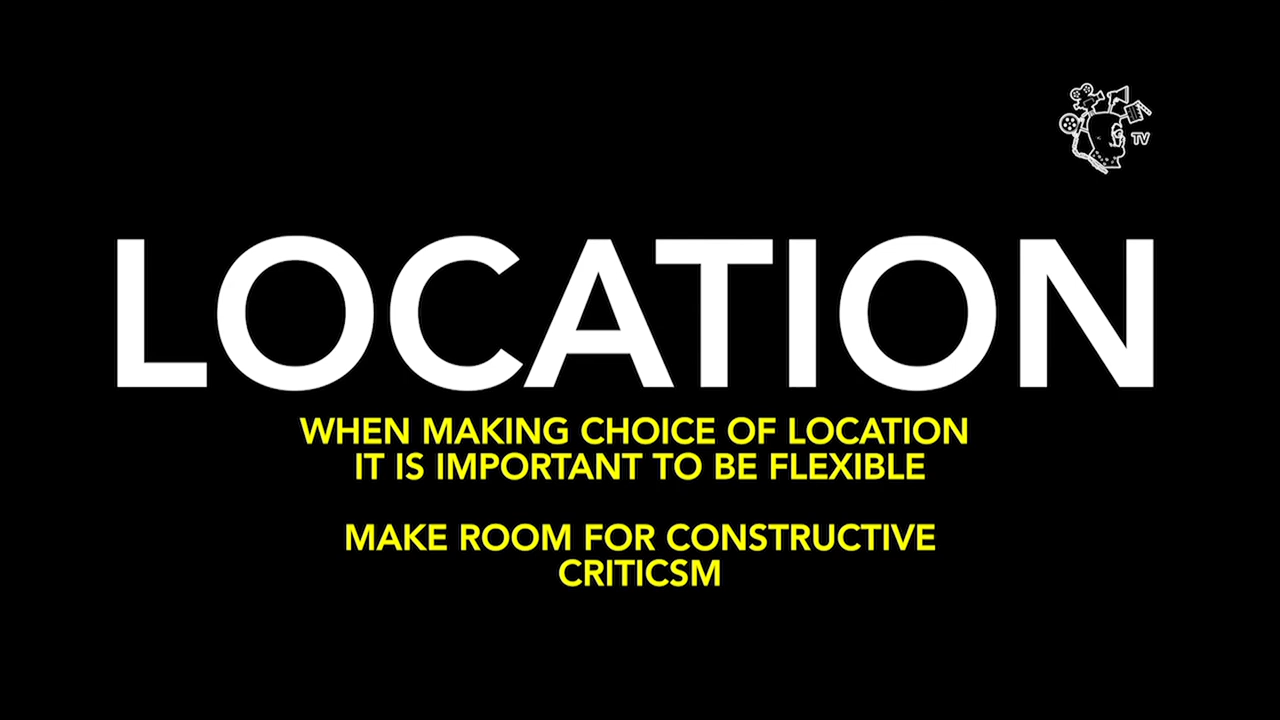 TV
LOCATION
WHEN MAKING CHOICE OF LOCATION
IT IS IMPORTANT TO BE FLEXIBLE
MAKE ROOM FOR CONSTRUCTIVE
CRITICSM